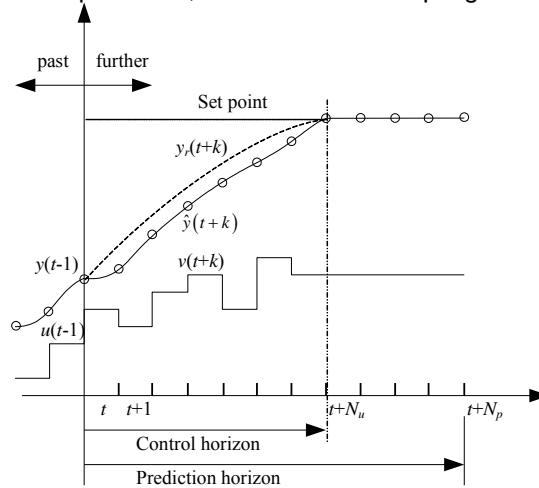 past further
Set point
y_r(t+k)
ŷ(t+k)
y(t-1)
v(t+k)
u(t-1)
t t+1 t+N_u t+N_p
Control horizon
Prediction horizon